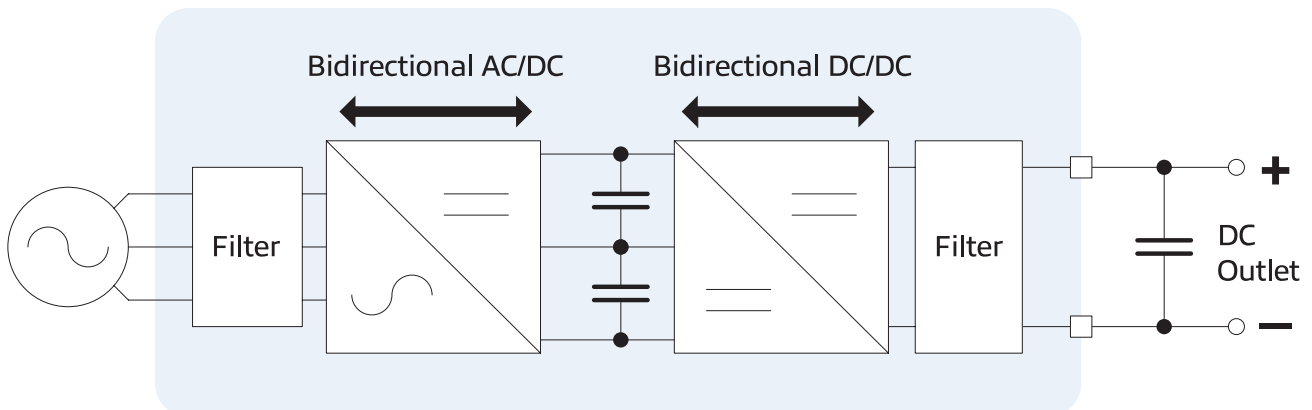 Bidirectional AC/DC
Bidirectional DC/DC
Filter
Filter
+
DC
Outlet
−